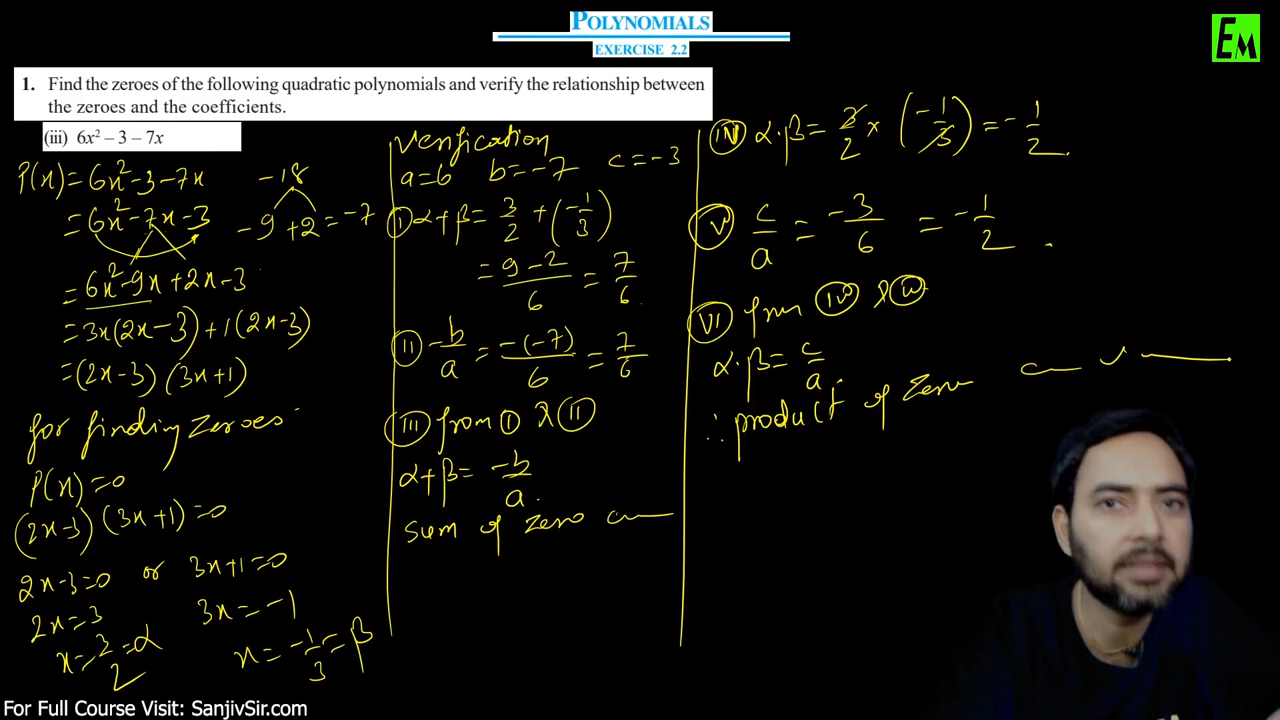 POLYNOMIALS
EXERCISE 2.2
EM
1. Find the zeroes of the following quadratic polynomials and verify the relationship between
the zeroes and the coefficients.
(iii) 6x² – 3 – 7x
P(x) = 6x² - 3 - 7x
-18
= 6x² - 7x - 3
-9 +2 = -7
= 6x² - 9x + 2x - 3
= 3x(2x - 3) + 1(2x - 3)
= (2x - 3) (3x + 1)
for finding zeroes
P(x) = 0
(2x - 3) (3x + 1) = 0
2x - 3 = 0 or 3x + 1 = 0
2x = 3 3x = -1
x = 3/2 = α x = -1/3 = β
Verification
a = 6 b = -7 c = -3
(I) α + β = 3/2 + (-1/3)
= 9 - 2/6 = 7/6
(II) -b/a = -(-7)/6 = 7/6
(III) from (I) & (II)
α + β = -b/a.
sum of zero
(IV) α·β = 3/2 × (-1/3) = -1/2
(V) c/a = -3/6 = -1/2.
(VI) from (IV) &
α·β = c/a
∴ product of zero
For Full Course Visit: SanjivSir.com